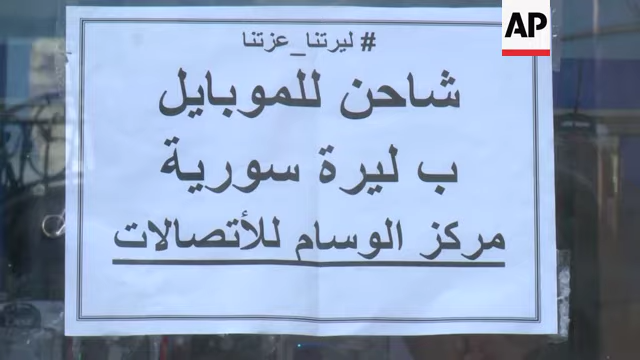 AP
# ليرتنا_عزتنا
شاحن للموبايل
ب ليرة سورية
مركز الوسام للأتصالات